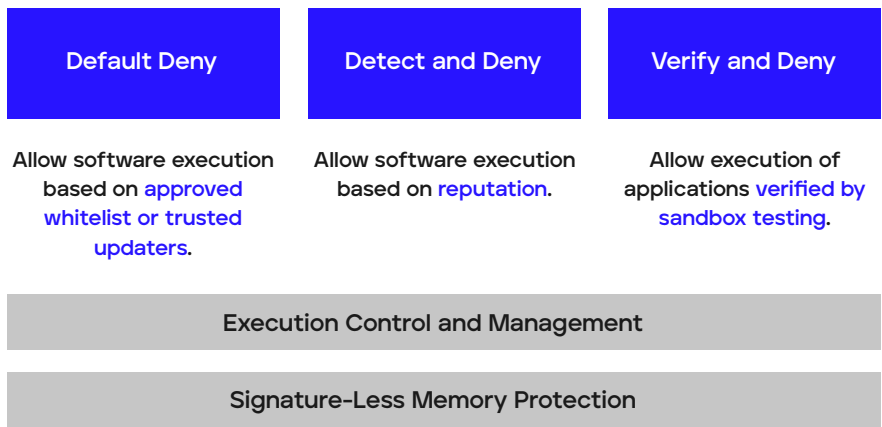 Default Deny
Allow software execution
based on approved
whitelist or trusted
updaters.
Detect and Deny
Allow software execution
based on reputation.
Verify and Deny
Allow execution of
applications verified by
sandbox testing.
Execution Control and Management
Signature-Less Memory Protection